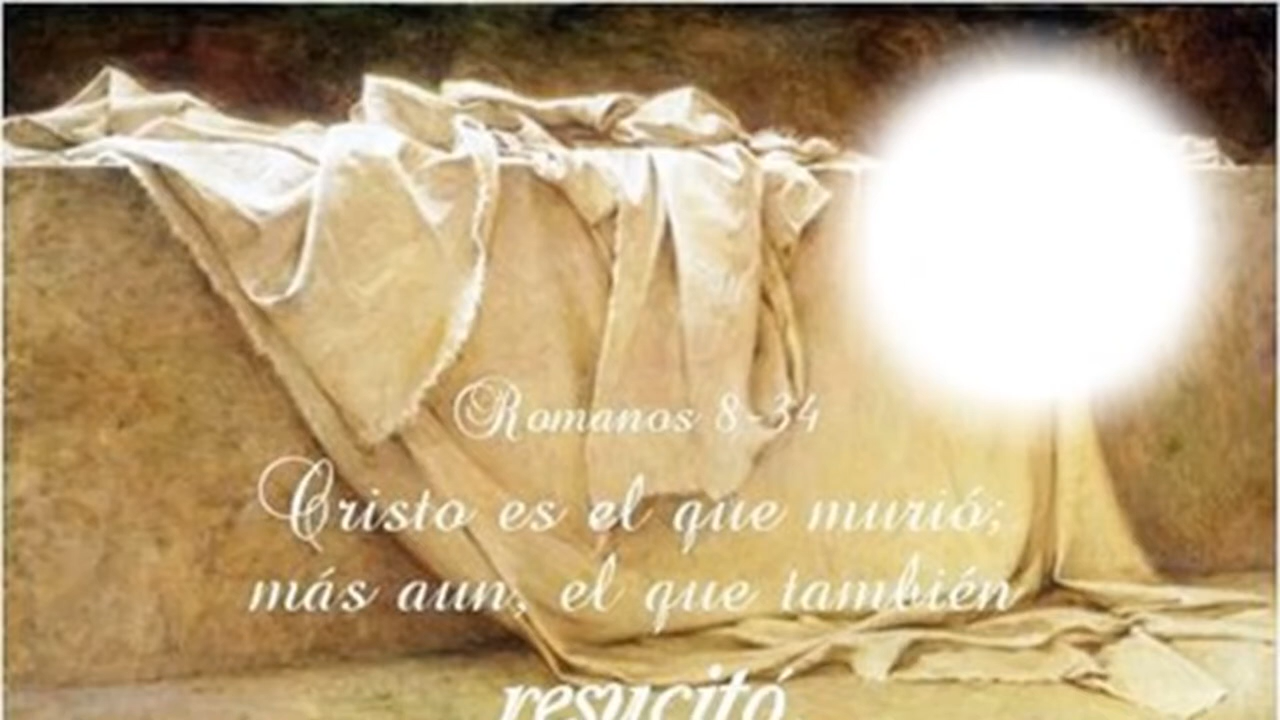 Romanos 8-34
Cristo es el que murió;
más aun, el que también
resucitó